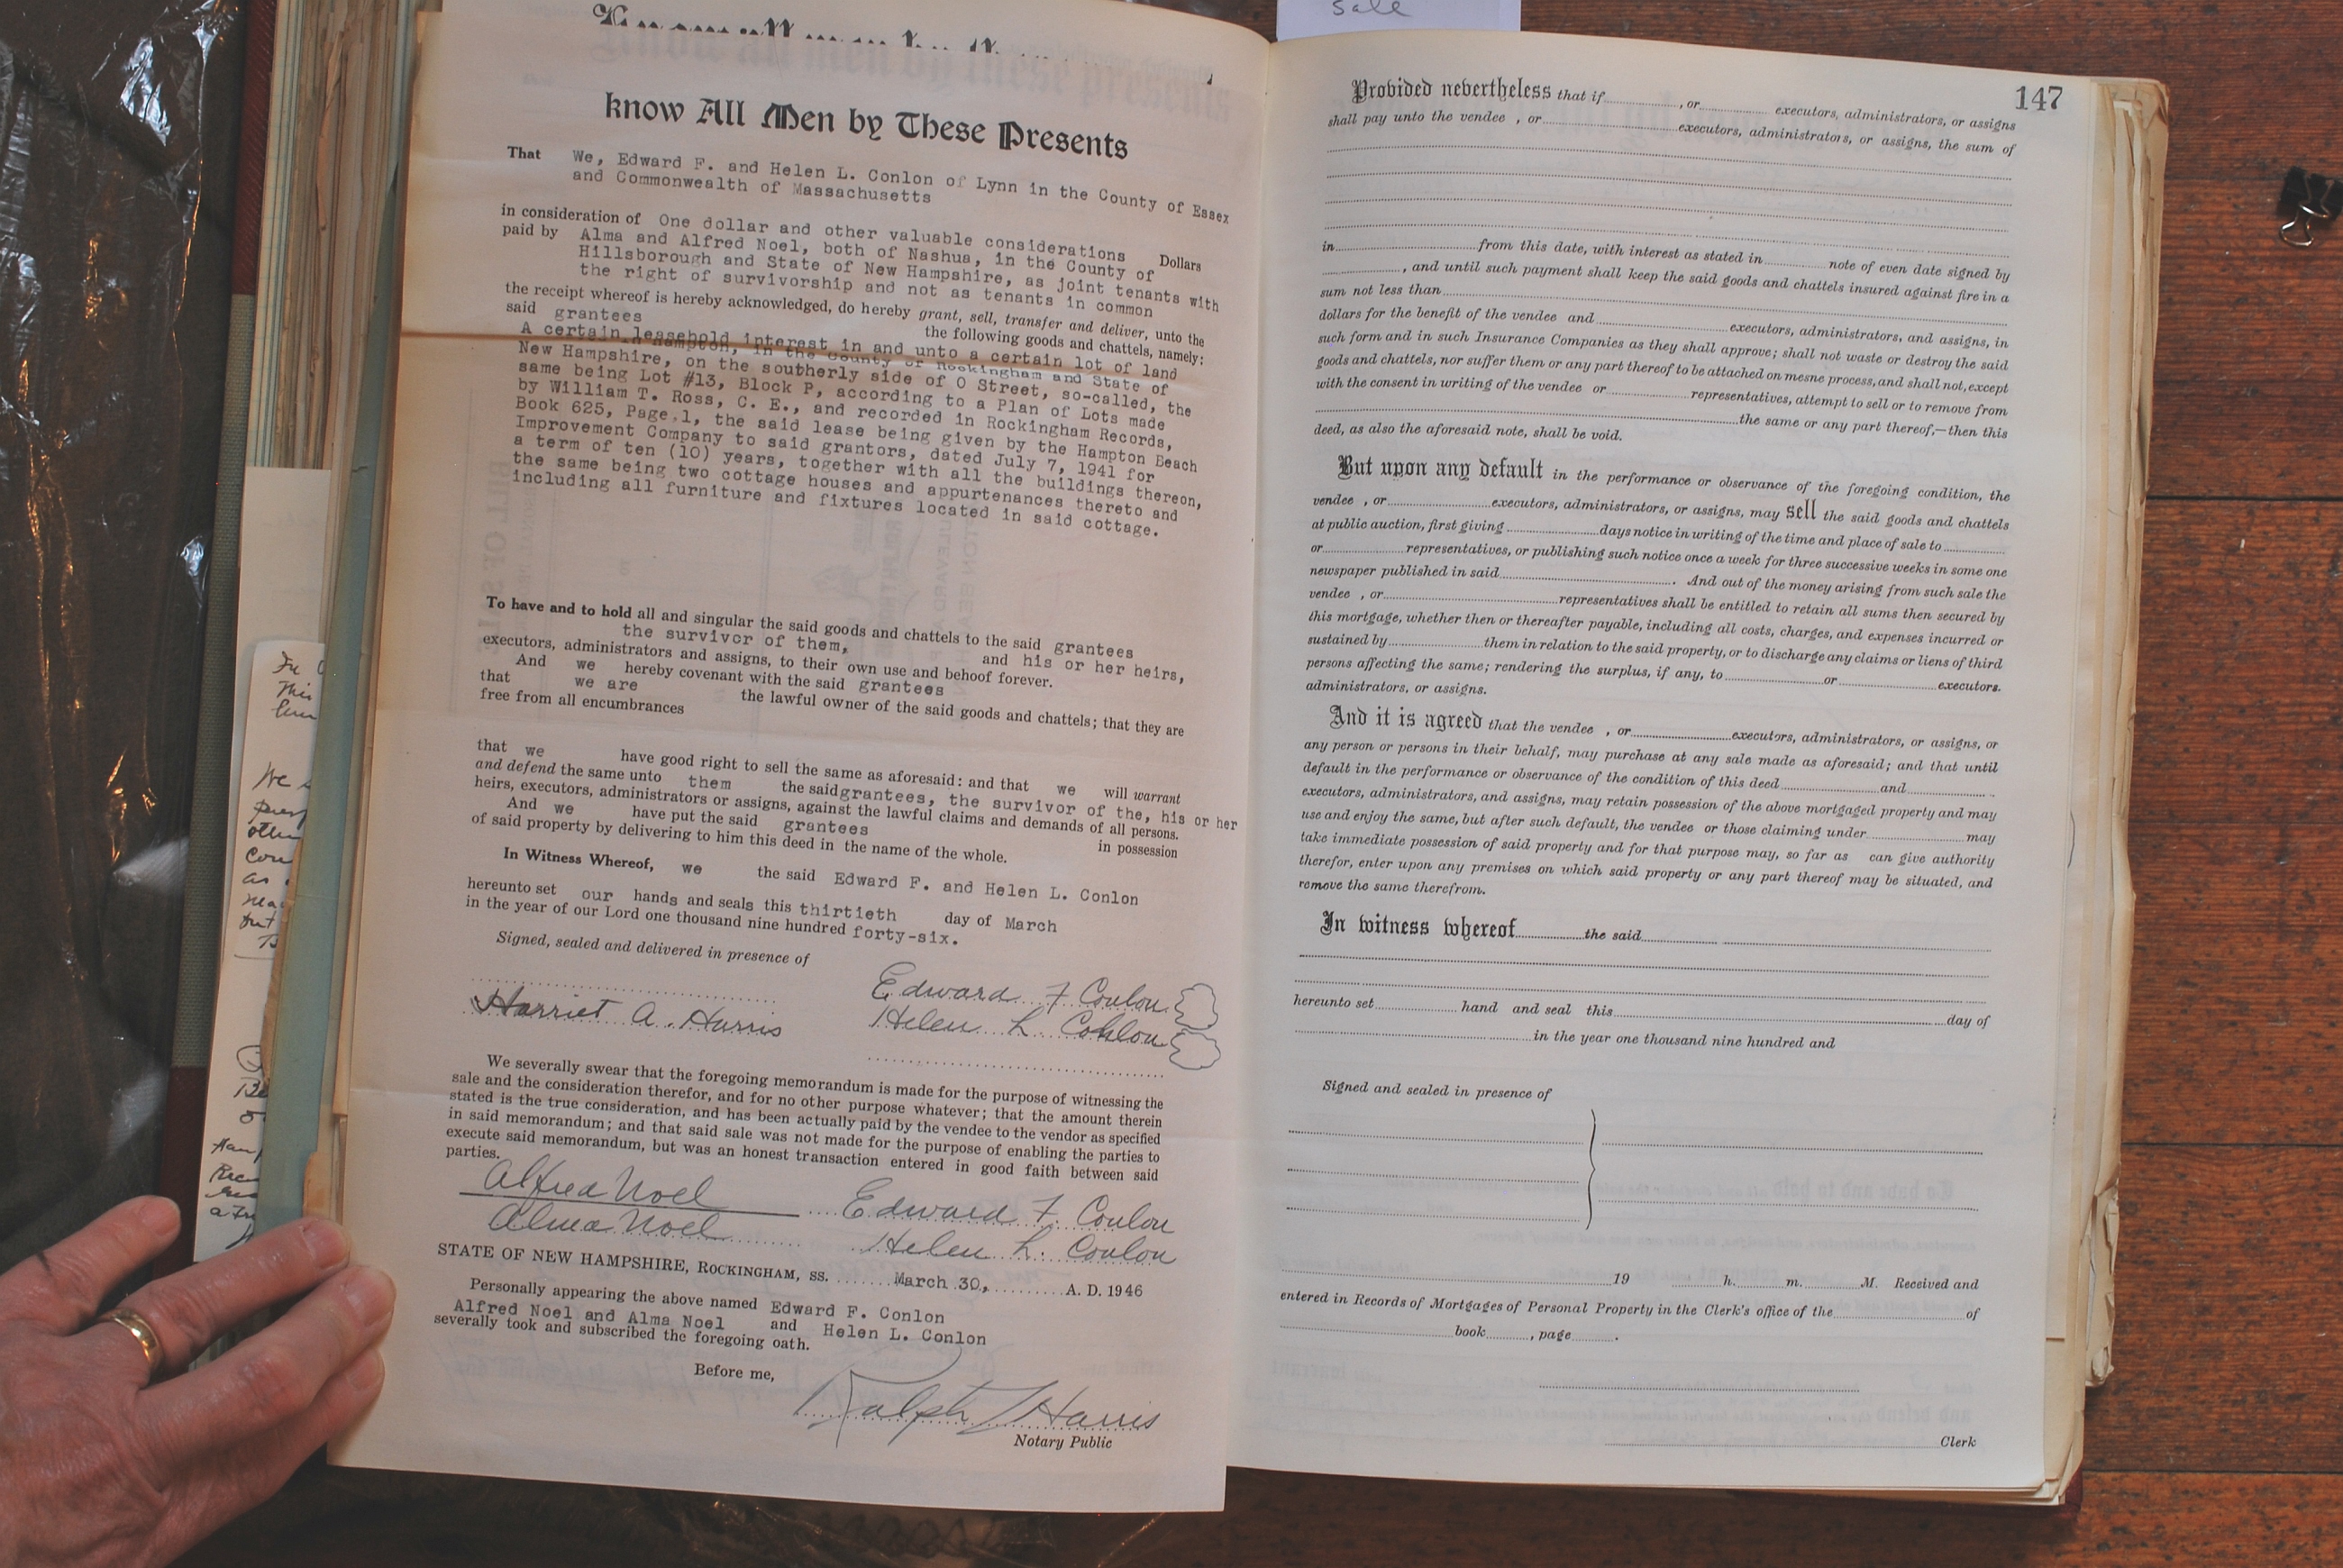 Sale
know All Men by These Presents
That We, Edward F. and Helen L. Conlon of Lynn in the County of Essex
and Commonwealth of Massachusetts
in consideration of One dollar and other valuable considerations Dollars
paid by Alma and Alfred Noel, both of Nashua, in the County of
Hillsborough and State of New Hampshire, as joint tenants with
the right of survivorship and not as tenants in common
the receipt whereof is hereby acknowledged, do hereby grant, sell, transfer and deliver, unto the
said grantees the following goods and chattels, namely:
A certain leasehold interest in and unto a certain lot of land
in Hampton, in the County of Rockingham and State of
New Hampshire, on the southerly side of O Street, so-called, the
same being Lot #13, Block P, according to a Plan of Lots made
by William T. Ross, C. E., and recorded in Rockingham Records,
Book 625, Page 1, the said lease being given by the Hampton Beach
Improvement Company to said grantors, dated July 7, 1941 for
a term of ten (10) years, together with all the buildings thereon,
the same being two cottage houses and appurtenances thereto and
including all furniture and fixtures located in said cottage.
To have and to hold all and singular the said goods and chattels to the said grantees
the survivor of them, and his or her heirs,
executors, administrators and assigns, to their own use and behoof forever.
And we hereby covenant with the said grantees
that we are the lawful owner of the said goods and chattels; that they are
free from all encumbrances
that we have good right to sell the same as aforesaid: and that we will warrant
and defend the same unto them the said grantees, the survivor of the, his or her
heirs, executors, administrators or assigns, against the lawful claims and demands of all persons.
And we have put the said grantees in possession
of said property by delivering to him this deed in the name of the whole.
In Witness Whereof, we the said Edward F. and Helen L. Conlon
hereunto set our hands and seals this thirtieth day of March
in the year of our Lord one thousand nine hundred forty-six.
Signed, sealed and delivered in presence of
Edward F Conlon
Harriet A. Harris Helen L. Conlon
We severally swear that the foregoing memorandum is made for the purpose of witnessing the
sale and the consideration therefor, and for no other purpose whatever; that the amount therein
stated is the true consideration, and has been actually paid by the vendee to the vendor as specified
in said memorandum; and that said sale was not made for the purpose of enabling the parties to
execute said memorandum, but was an honest transaction entered in good faith between said
parties.
Alfred Noel Edward F. Conlon
Alma Noel Helen L. Conlon
STATE OF NEW HAMPSHIRE, ROCKINGHAM, SS. March 30, A. D. 1946
Personally appearing the above named Edward F. Conlon
Alfred Noel and Alma Noel and Helen L. Conlon
severally took and subscribed the foregoing oath.
Before me,
Ralph Harris
Notary Public
147
Provided nevertheless that if , or executors, administrators, or assigns
shall pay unto the vendee , or executors, administrators, or assigns, the sum of
in from this date, with interest as stated in note of even date signed by
, and until such payment shall keep the said goods and chattels insured against fire in a
sum not less than
dollars for the benefit of the vendee and executors, administrators, and assigns, in
such form and in such Insurance Companies as they shall approve; shall not waste or destroy the said
goods and chattels, nor suffer them or any part thereof to be attached on mesne process, and shall not, except
with the consent in writing of the vendee or representatives, attempt to sell or to remove from
the same or any part thereof,—then this
deed, as also the aforesaid note, shall be void.
But upon any default in the performance or observance of the foregoing condition, the
vendee , or executors, administrators, or assigns, may sell the said goods and chattels
at public auction, first giving days notice in writing of the time and place of sale to
or representatives, or publishing such notice once a week for three successive weeks in some one
newspaper published in said . And out of the money arising from such sale the
vendee , or representatives shall be entitled to retain all sums then secured by
this mortgage, whether then or thereafter payable, including all costs, charges, and expenses incurred or
sustained by them in relation to the said property, or to discharge any claims or liens of third
persons affecting the same; rendering the surplus, if any, to or executors.
administrators, or assigns.
And it is agreed that the vendee , or executors, administrators, or assigns, or
any person or persons in their behalf, may purchase at any sale made as aforesaid; and that until
default in the performance or observance of the condition of this deed and
executors, administrators, and assigns, may retain possession of the above mortgaged property and may
use and enjoy the same, but after such default, the vendee or those claiming under may
take immediate possession of said property and for that purpose may, so far as can give authority
therefor, enter upon any premises on which said property or any part thereof may be situated, and
remove the same therefrom.
In witness whereof the said
hereunto set hand and seal this day of
in the year one thousand nine hundred and
Signed and sealed in presence of
19 h. m. M. Received and
entered in Records of Mortgages of Personal Property in the Clerk's office of the of
book , page .
Clerk